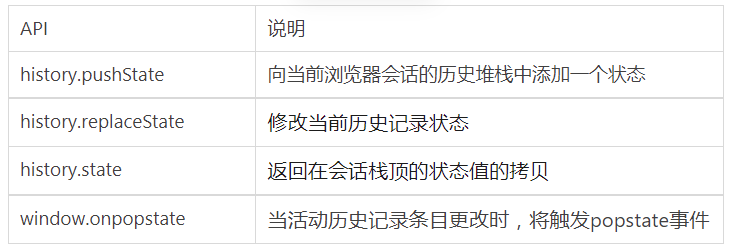 API 说明
history.pushState 向当前浏览器会话的历史堆栈中添加一个状态
history.replaceState 修改当前历史记录状态
history.state 返回在会话栈顶的状态值的拷贝
window.onpopstate 当活动历史记录条目更改时，将触发popstate事件